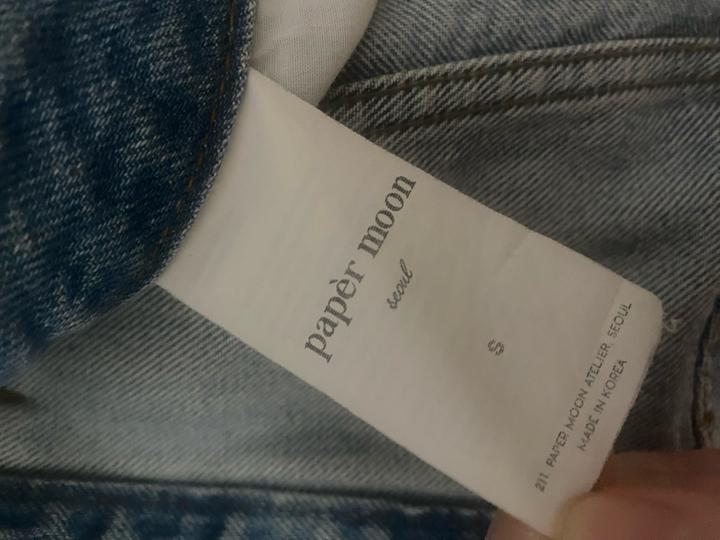 papèr moon
seoul
S
211 PAPER MOON ATELIER, SEOUL
MADE IN KOREA